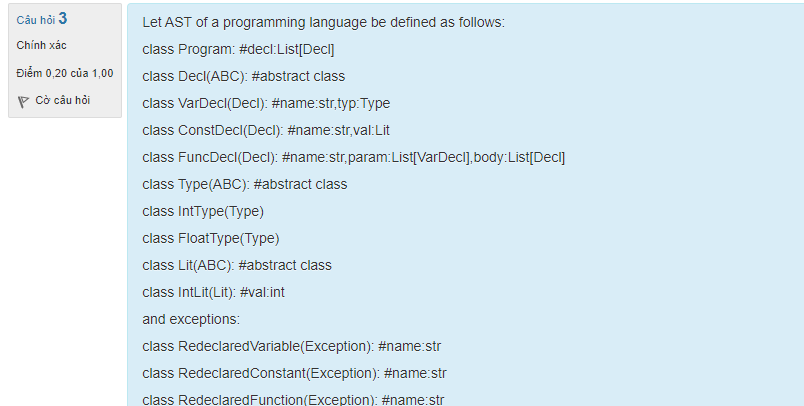 Câu hỏi 3
Chính xác
Điểm 0,20 của 1,00
Cờ câu hỏi
Let AST of a programming language be defined as follows:
class Program: #decl:List[Decl]
class Decl(ABC): #abstract class
class VarDecl(Decl): #name:str,typ:Type
class ConstDecl(Decl): #name:str,val:Lit
class FuncDecl(Decl): #name:str,param:List[VarDecl],body:List[Decl]
class Type(ABC): #abstract class
class IntType(Type)
class FloatType(Type)
class Lit(ABC): #abstract class
class IntLit(Lit): #val:int
and exceptions:
class RedeclaredVariable(Exception): #name:str
class RedeclaredConstant(Exception): #name:str
class RedeclaredFunction(Exception): #name:str